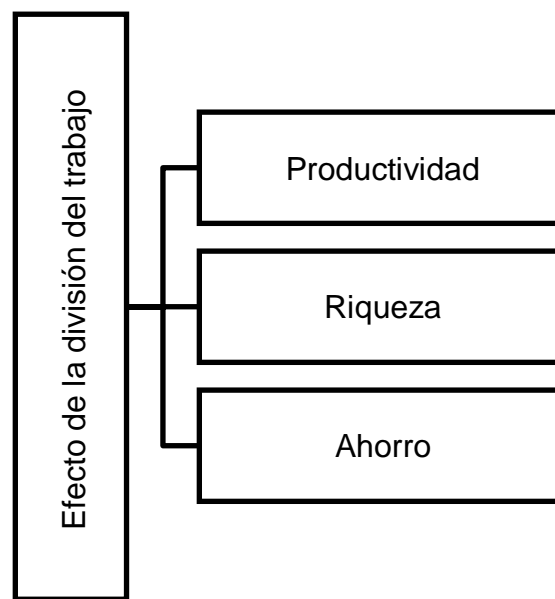 Efecto de la división del trabajo
Productividad
Riqueza
Ahorro